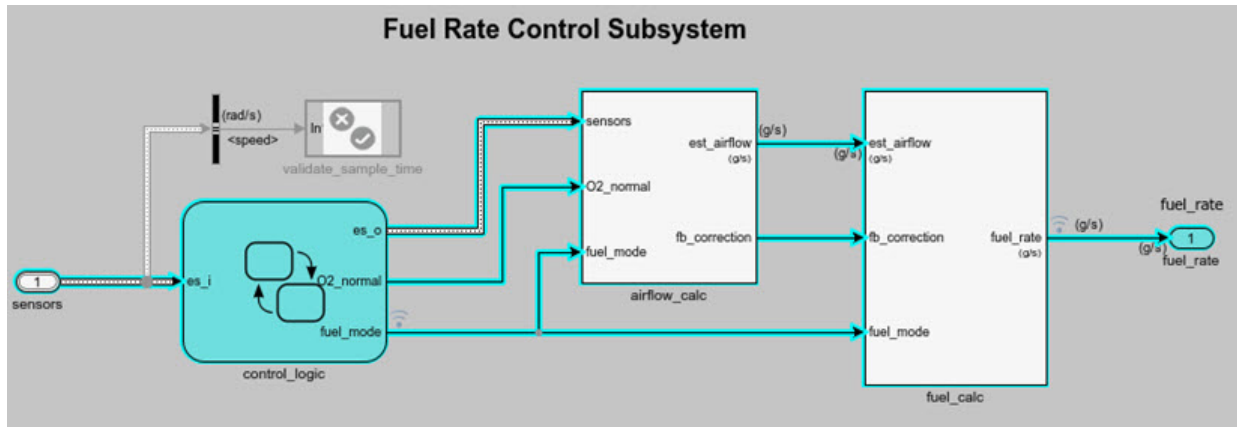 Fuel Rate Control Subsystem
(rad/s)
<speed>
In
validate_sample_time
1
sensors
es_i
es_o
O2_normal
fuel_mode
control_logic
sensors
O2_normal
fuel_mode
est_airflow
(g/s)
fb_correction
airflow_calc
(g/s)
(g/s)
est_airflow
(g/s)
fb_correction
fuel_mode
fuel_rate
(g/s)
fuel_calc
(g/s)
(g/s)
fuel_rate
1
fuel_rate